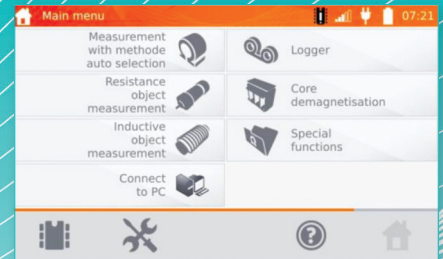 Main menu
07:21
Measurement
with methode
auto selection
Logger
Resistance
object
measurement
Core
demagnetisation
Inductive
object
measurement
Special
functions
Connect
to PC